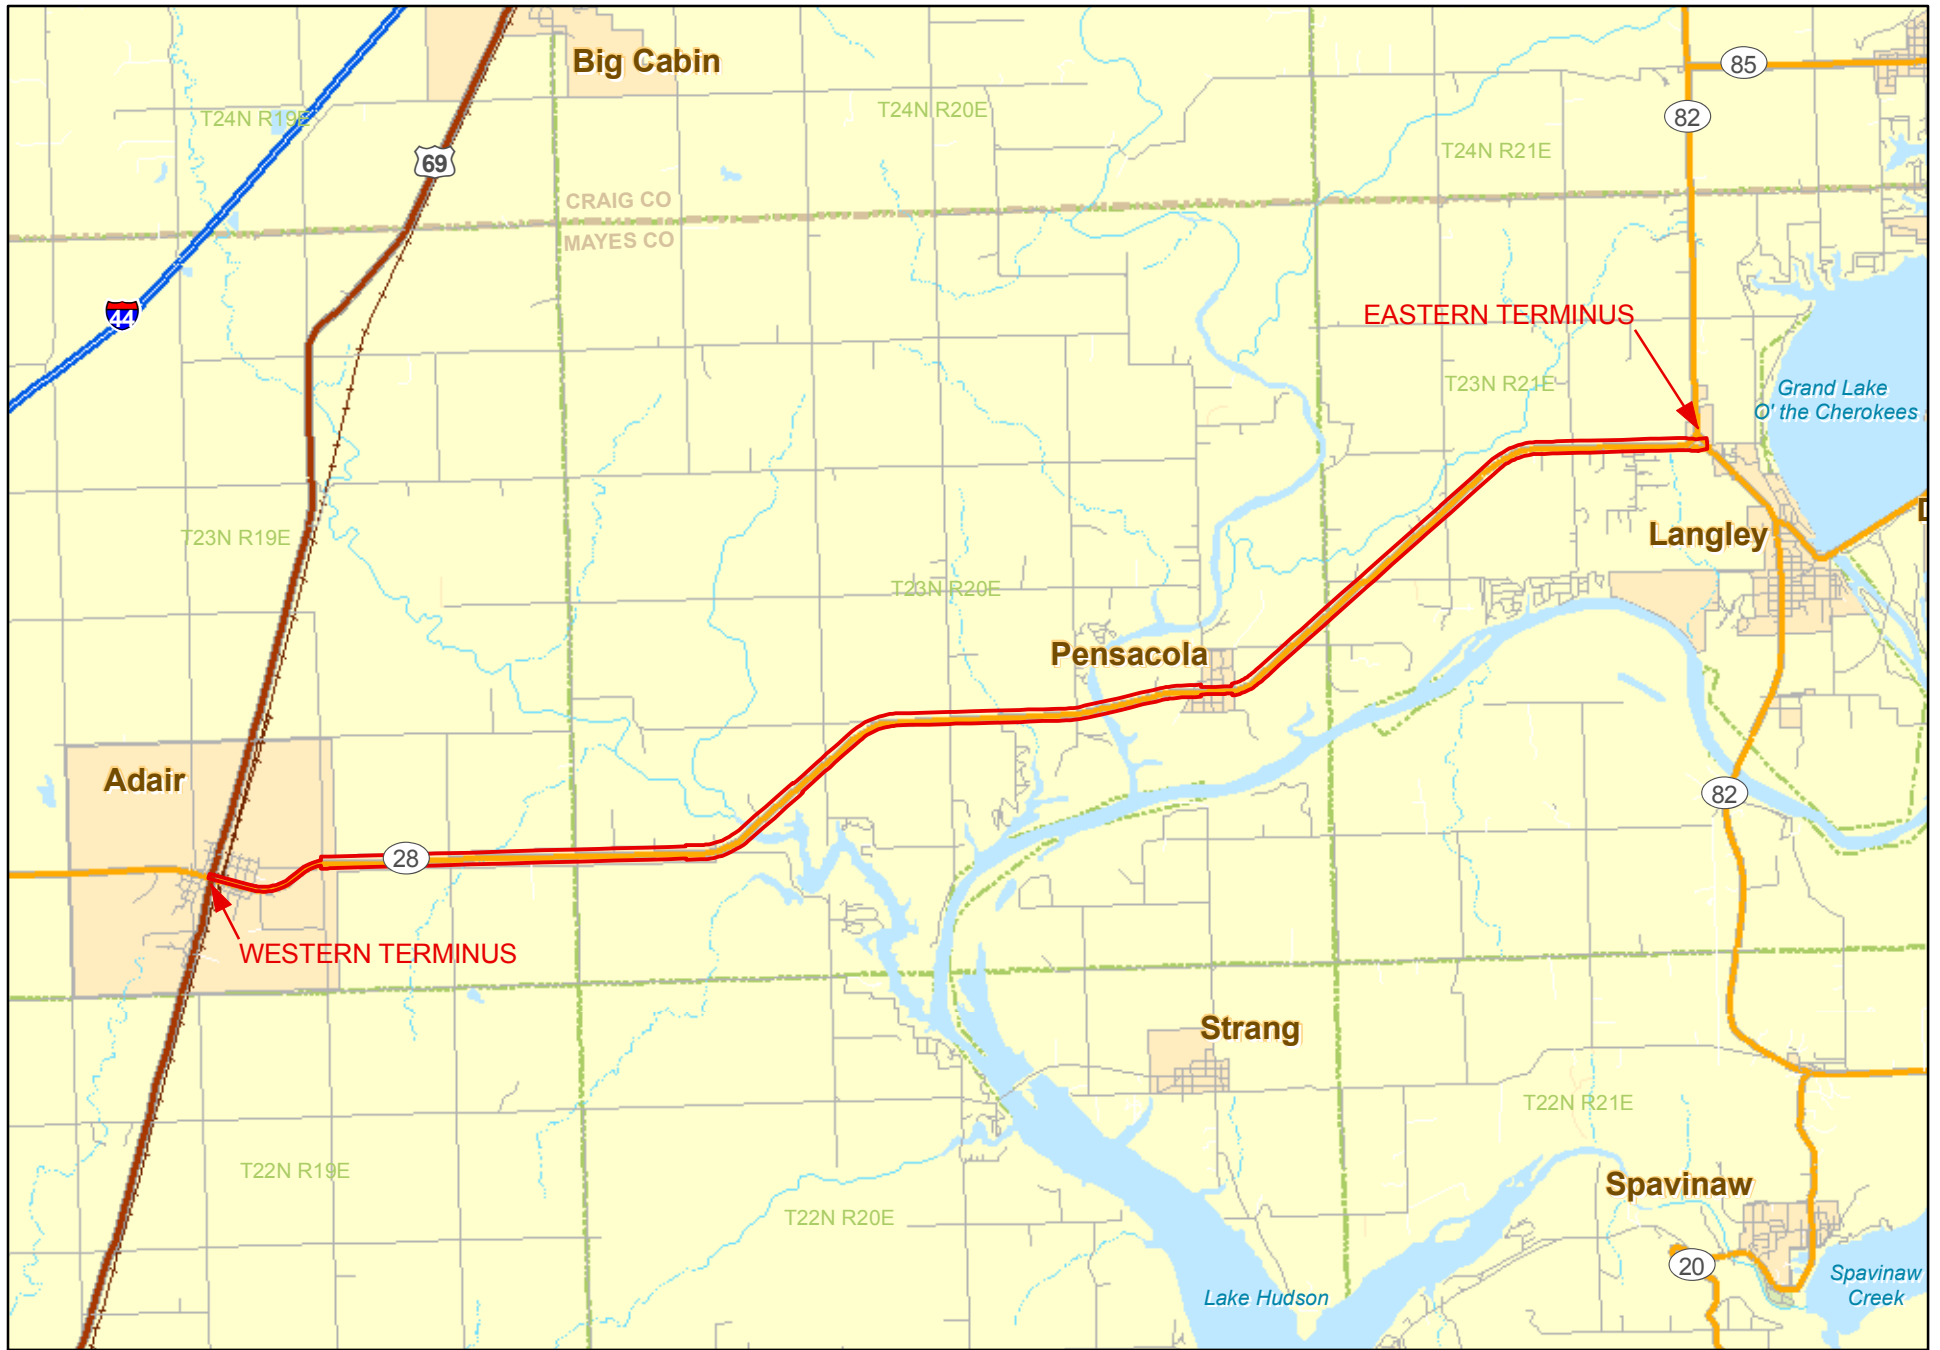 Big Cabin
85
T24N R19E
T24N R20E
82
T24N R21E
69
CRAIG CO
MAYES CO
44
EASTERN TERMINUS
T23N R21E
Grand Lake
O' the Cherokees
T23N R19E
Langley
T23N R20E
Pensacola
Adair
82
28
WESTERN TERMINUS
Strang
T22N R21E
T22N R19E
Spavinaw
T22N R20E
20
Spavinaw
Creek
Lake Hudson